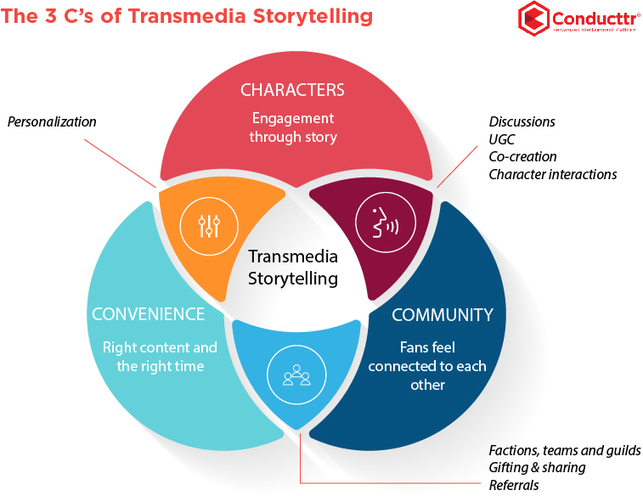 The 3 C's of Transmedia Storytelling
Conducttr
CHARACTERS
Engagement
through story
Personalization
Discussions
UGC
Co-creation
Character interactions
Transmedia
Storytelling
CONVENIENCE
Right content and
the right time
COMMUNITY
Fans feel
connected to each
other
Factions, teams and guilds
Gifting & sharing
Referrals